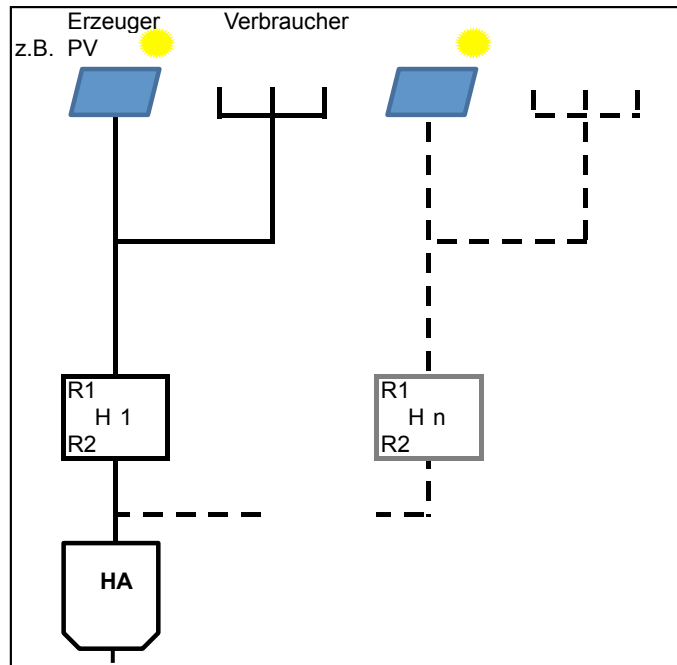 Erzeuger Verbraucher
z.B. PV
R1 R1
H 1 H n
R2 R2
HA